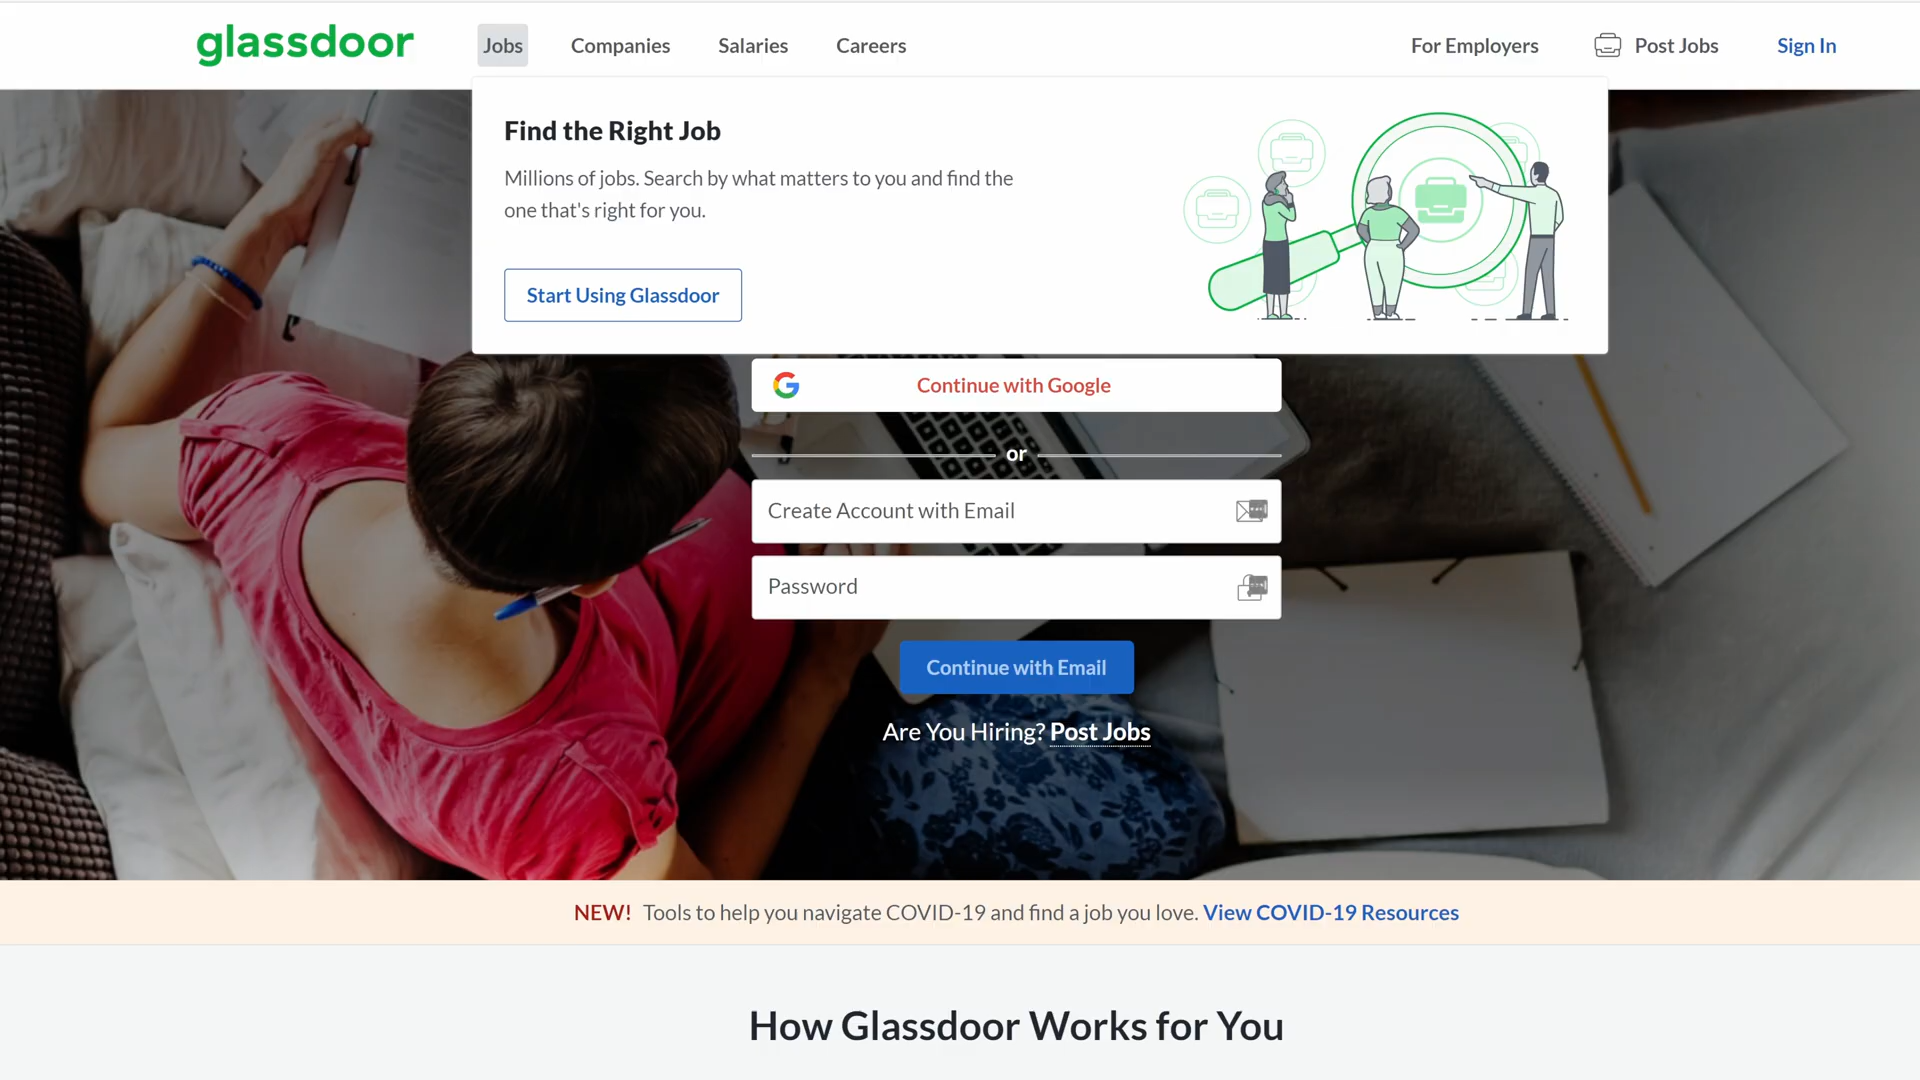 glassdoor
Jobs
Companies
Salaries
Careers
For Employers
Post Jobs
Sign In
Find the Right Job
Millions of jobs. Search by what matters to you and find the
one that's right for you.
Start Using Glassdoor
Continue with Google
or
Create Account with Email
Password
Continue with Email
Are You Hiring? Post Jobs
NEW! Tools to help you navigate COVID-19 and find a job you love. View COVID-19 Resources
How Glassdoor Works for You